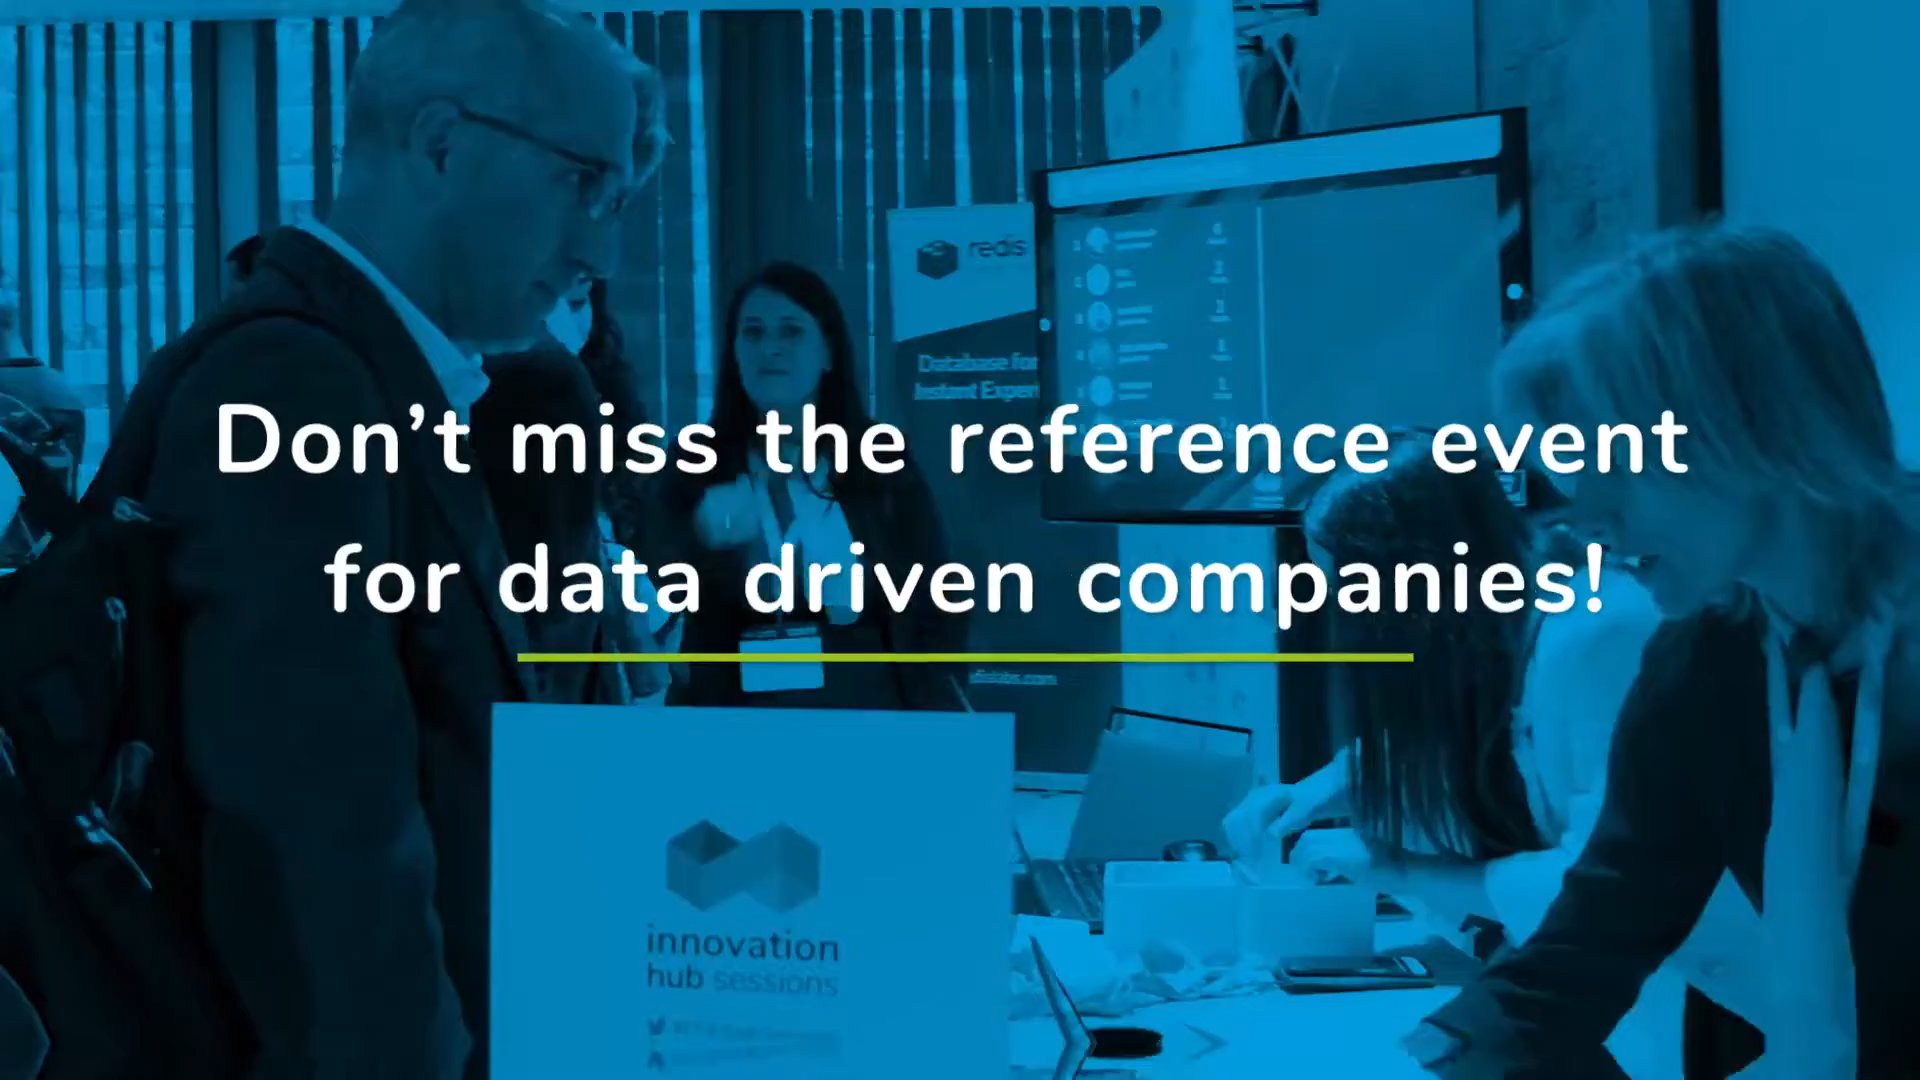 redis
Database for
Instant Exper
Don’t miss the reference event
for data driven companies!
innovation
hub sessions